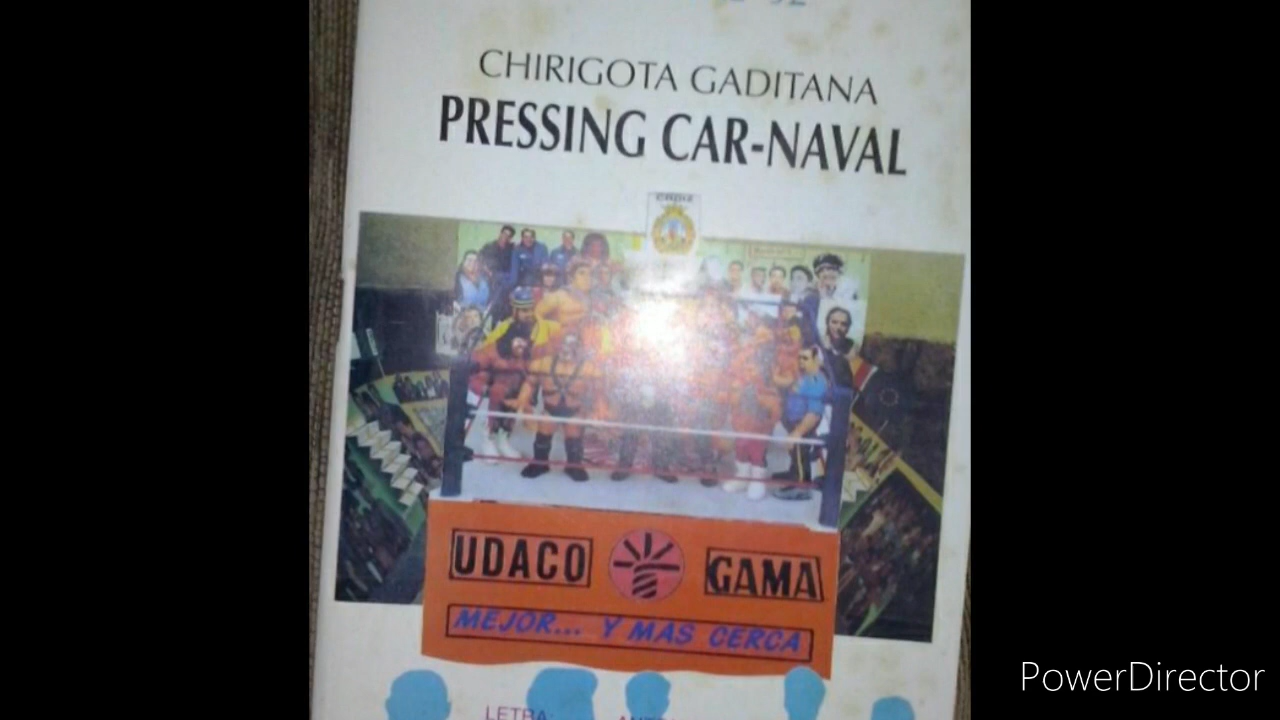 CHIRIGOTA GADITANA
PRESSING CAR-NAVAL
UDACO
GAMA
MEJOR... Y MAS CERCA
LETRA:
PowerDirector